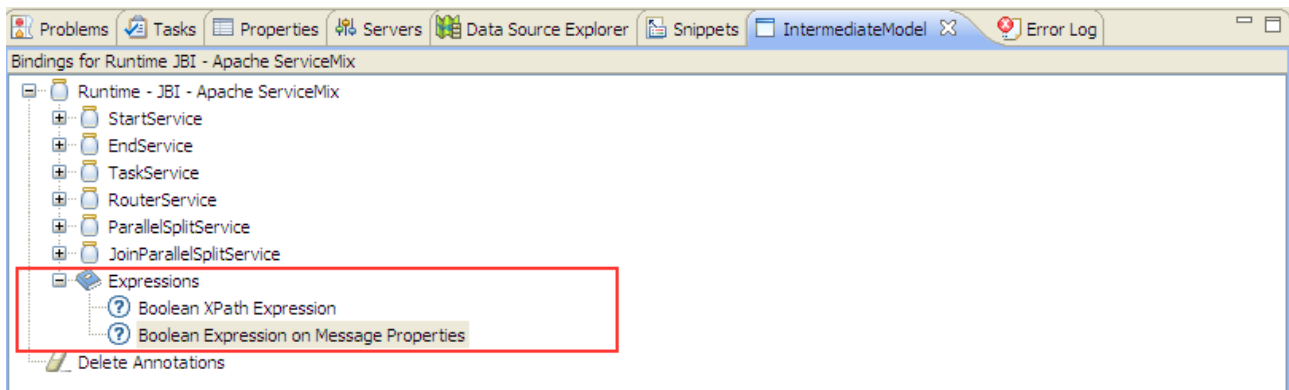 Problems Tasks Properties Servers Data Source Explorer Snippets IntermediateModel Error Log
Bindings for Runtime JBI - Apache ServiceMix
Runtime - JBI - Apache ServiceMix
StartService
EndService
TaskService
RouterService
ParallelSplitService
JoinParallelSplitService
Expressions
Boolean XPath Expression
Boolean Expression on Message Properties
Delete Annotations